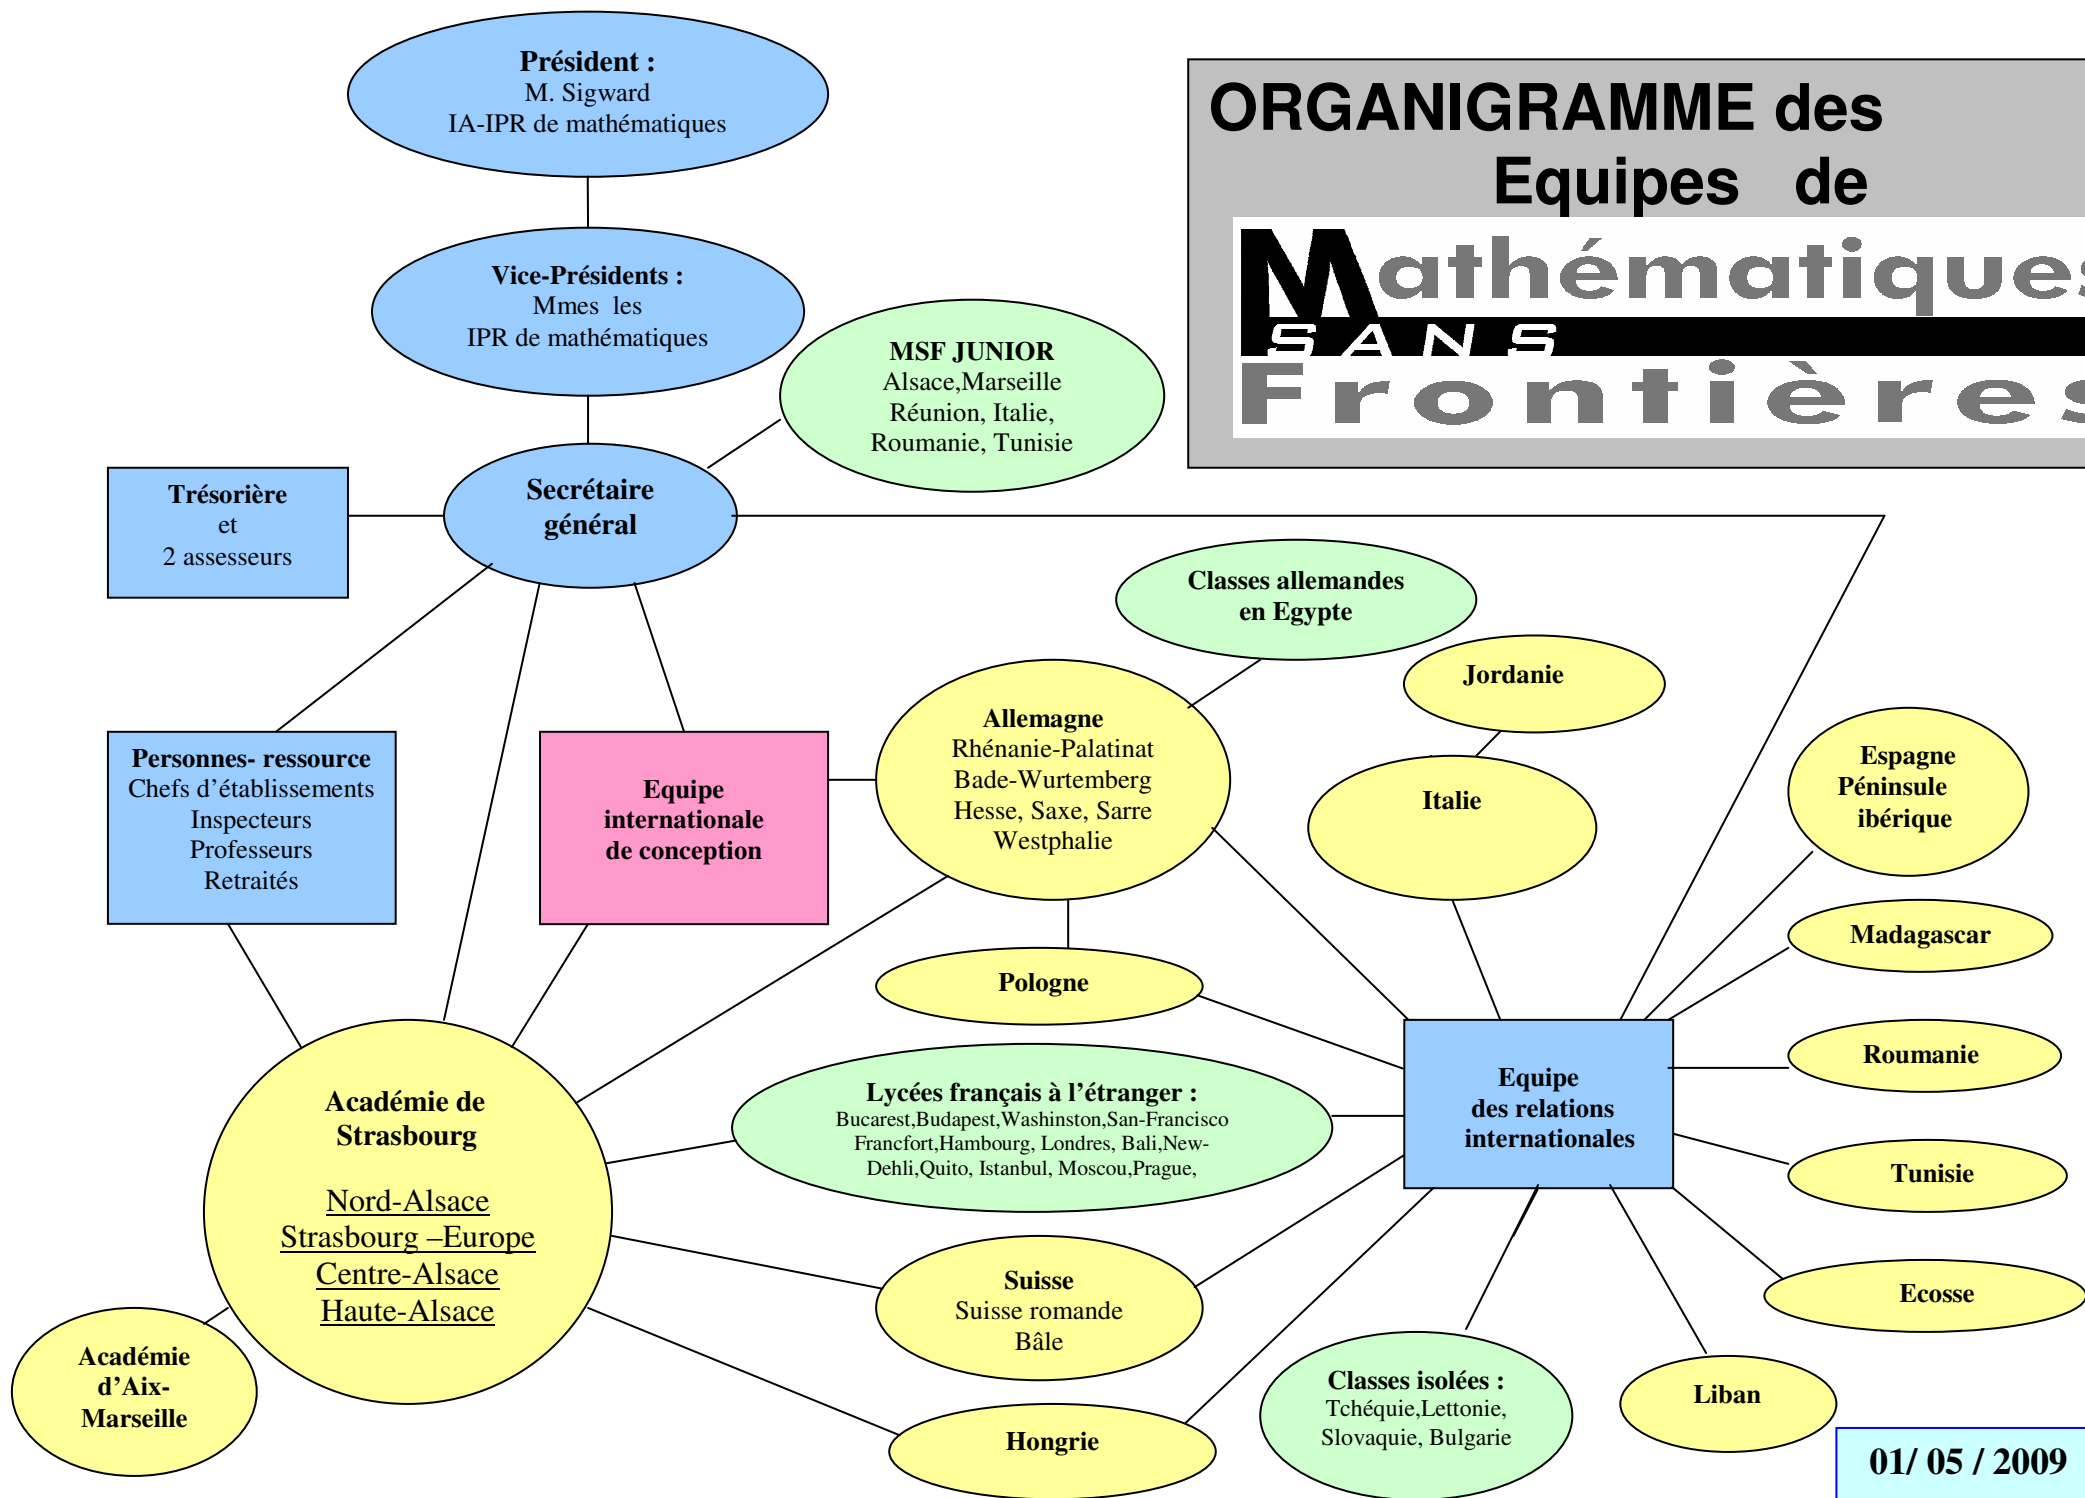 Président :
M. Sigward
IA-IPR de mathématiques
ORGANIGRAMME des
Equipes de
Mathématiques
SANS
Frontières
Vice-Présidents :
Mmes les
IPR de mathématiques
MSF JUNIOR
Alsace,Marseille
Réunion, Italie,
Roumanie, Tunisie
Trésorière
et
2 assesseurs
Secrétaire
général
Classes allemandes
en Egypte
Jordanie
Personnes- ressource
Chefs d’établissements
Inspecteurs
Professeurs
Retraités
Equipe
internationale
de conception
Allemagne
Rhénanie-Palatinat
Bade-Wurtemberg
Hesse, Saxe, Sarre
Westphalie
Italie
Espagne
Péninsule
ibérique
Madagascar
Pologne
Roumanie
Académie de
Strasbourg
Nord-Alsace
Strasbourg –Europe
Centre-Alsace
Haute-Alsace
Lycées français à l’étranger :
Bucarest,Budapest,Washinston,San-Francisco
Francfort,Hambourg, Londres, Bali,New-
Dehli,Quito, Istanbul, Moscou,Prague,
Equipe
des relations
internationales
Tunisie
Suisse
Suisse romande
Bâle
Ecosse
Académie
d’Aix-
Marseille
Hongrie
Classes isolées :
Tchéquie,Lettonie,
Slovaquie, Bulgarie
Liban
01/ 05 / 2009